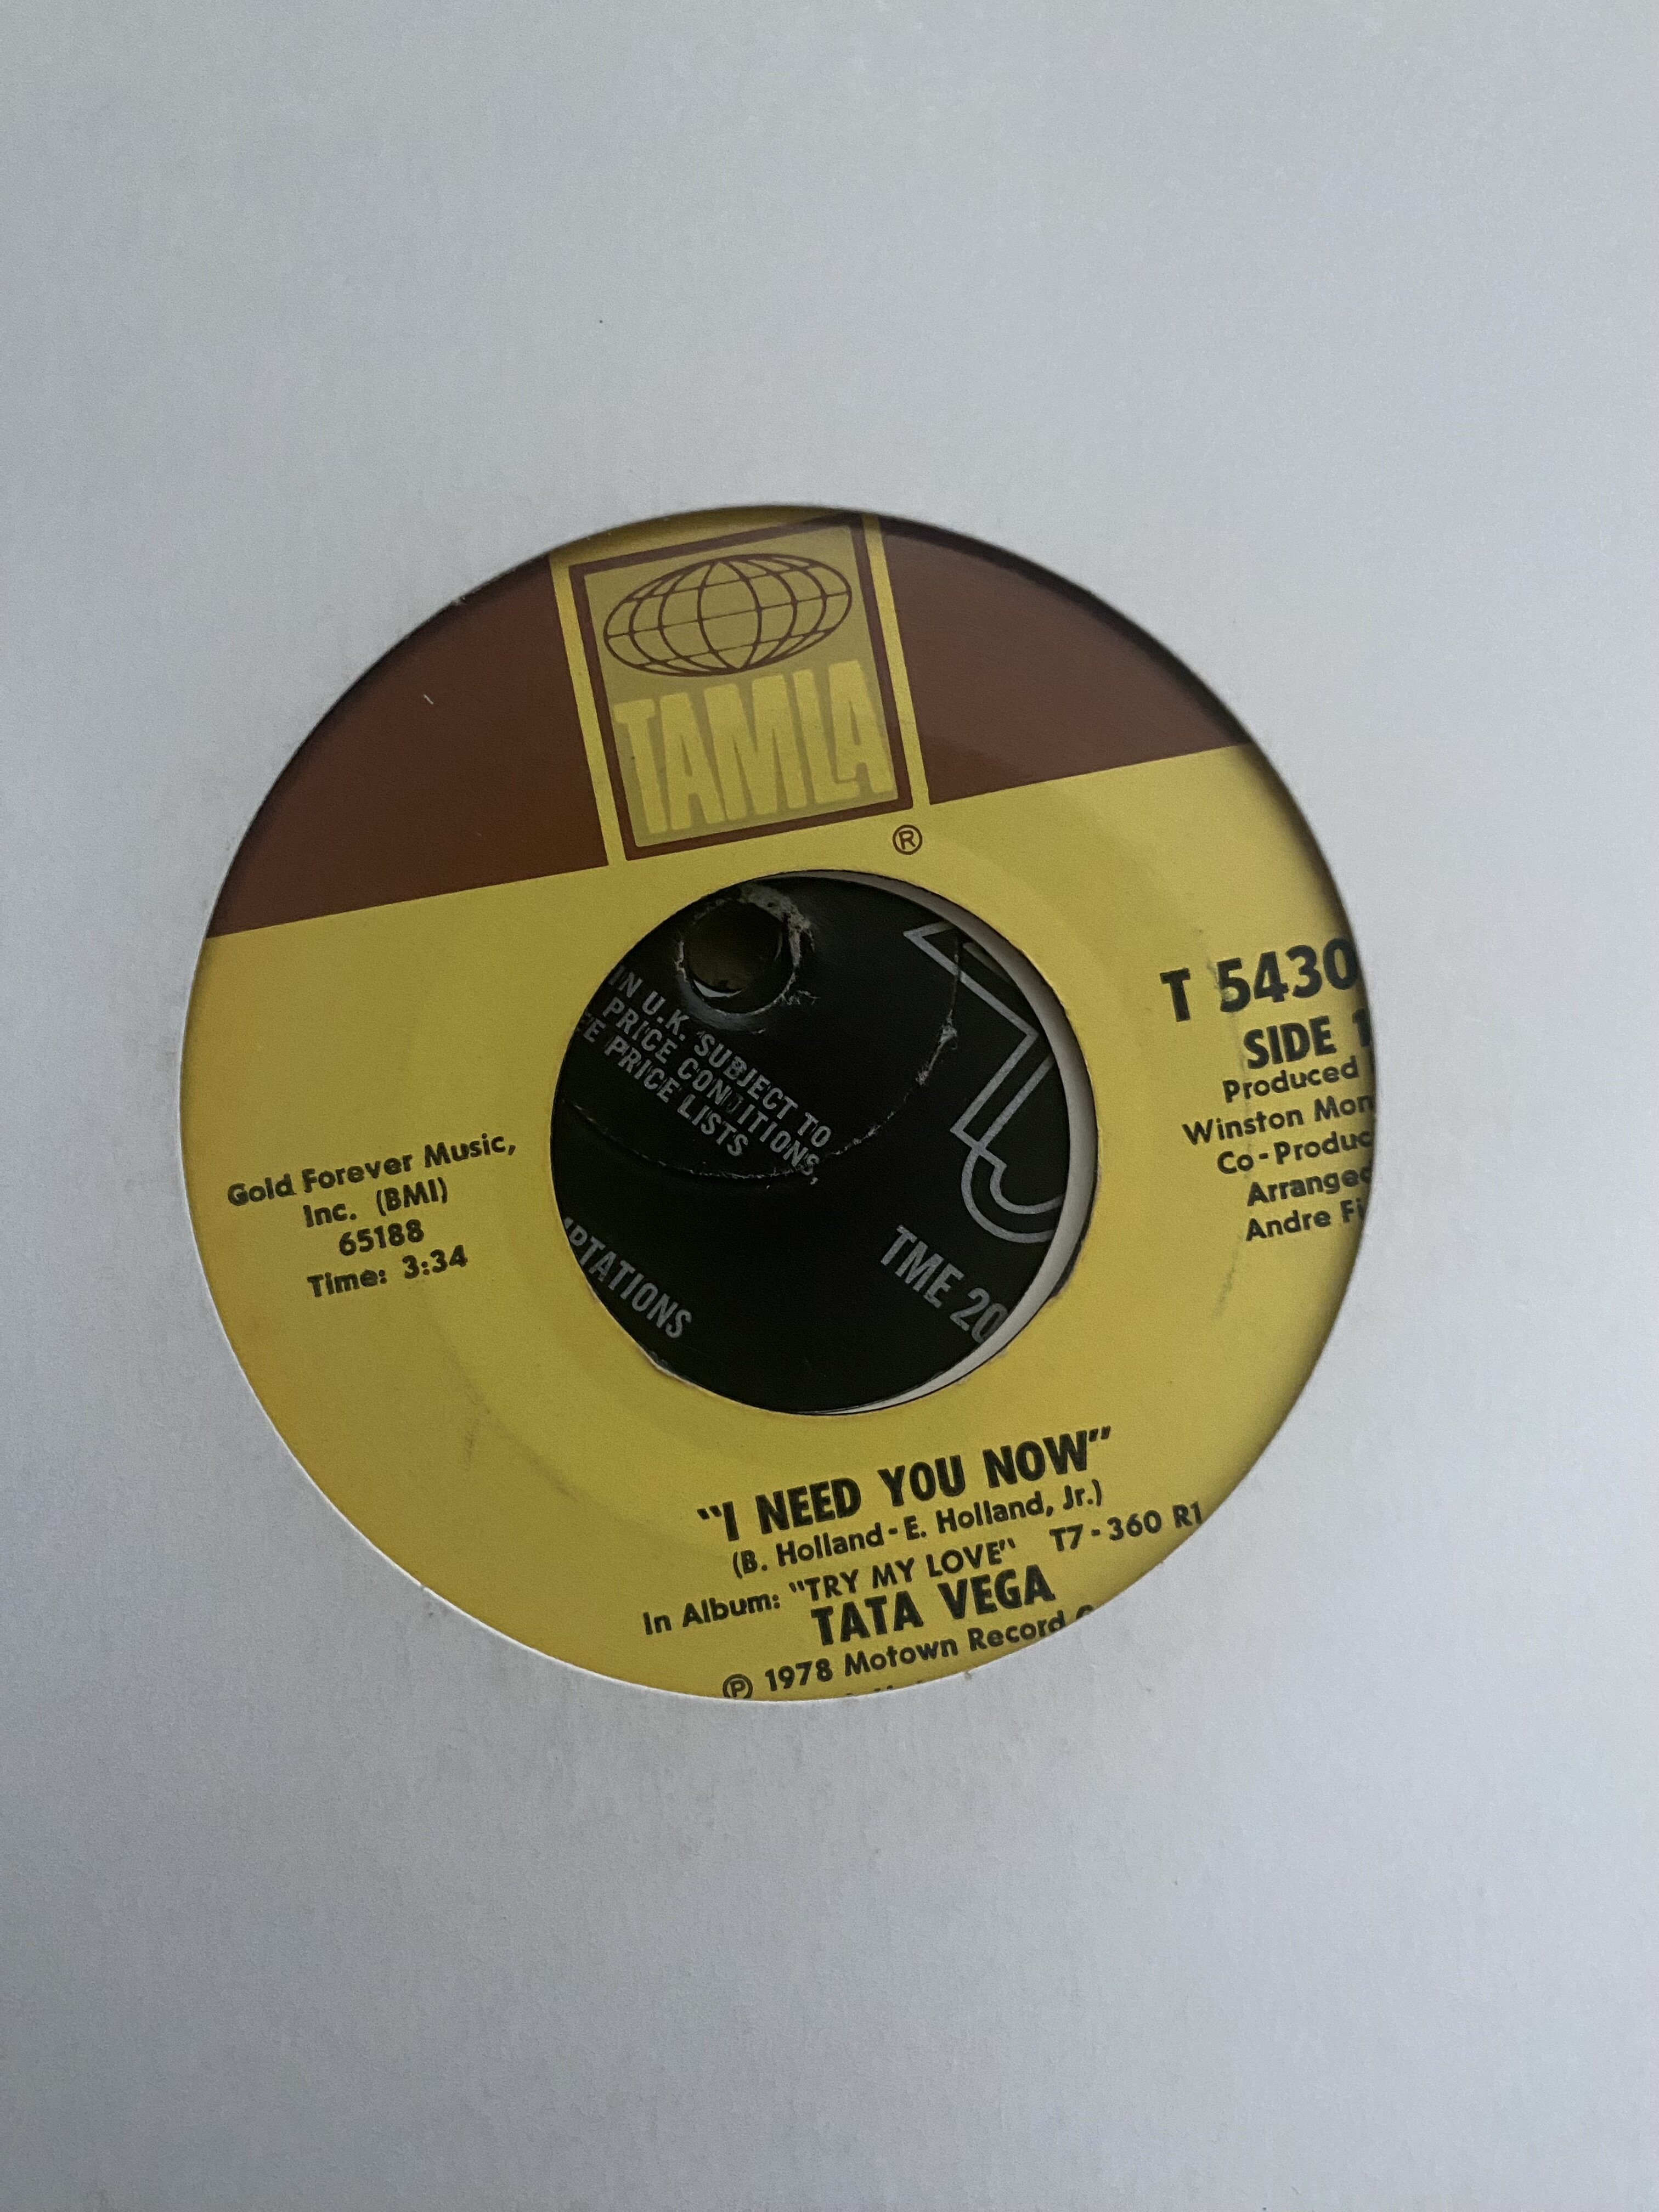 TAMLA
®
T 5430
SIDE 1
Produced
Winston Mon
Co-Produc
Arranged
Andre Fi
Gold Forever Music,
Inc. (BMI)
65188
Time: 3:34
IN U.K. SUBJECT TO
PRICE CONDITIONS,
PRICE LISTS
PTATIONS
TME 20
"I NEED YOU NOW"
(B. Holland-E. Holland, Jr.)
In Album: "TRY MY LOVE" T7-360 R1
TATA VEGA
℗ 1978 Motown Record